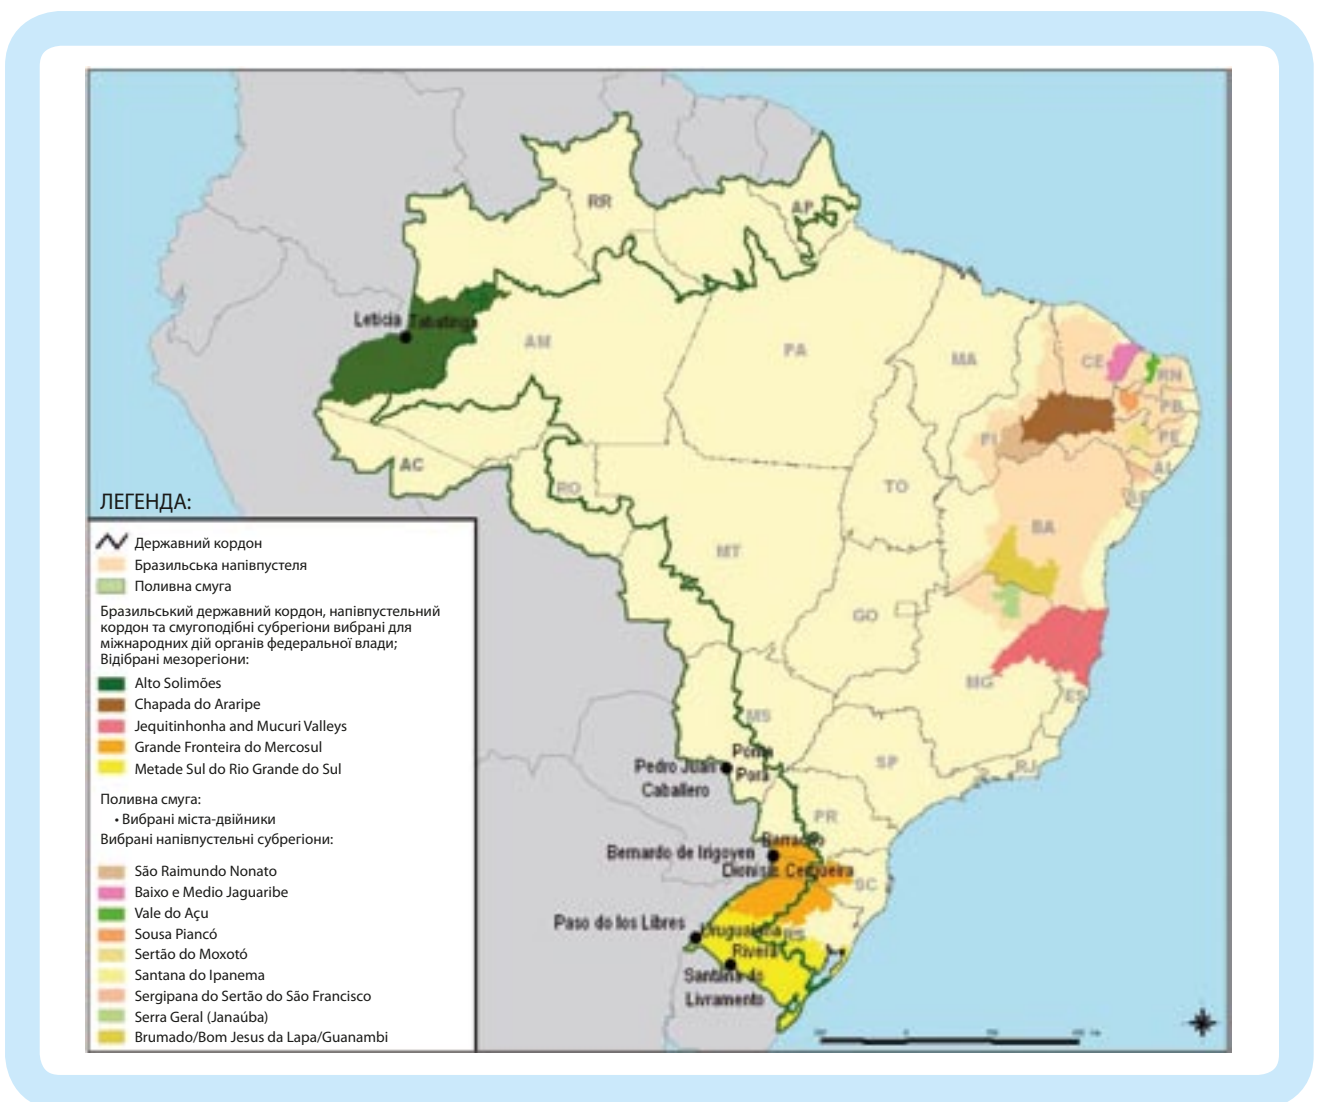 RR
AP
Leticia Tabatinga
AM
PA
MA
CE
RN
PB
PI
PE
AC
AL
RO
TO
SE
BA
MT
GO
MG
ES
MS
SP
RJ
Ponta
Porá
Pedro Juan
Caballero
PR
Barracão
Bernardo de Irigoyen
Dionísio Cerqueira
SC
Paso do los Libres
Uruguaiana
RS
Rivera
Santana do
Livramento
ЛЕГЕНДА:
Державний кордон
Бразильська напівпустеля
Поливна смуга
Бразильський державний кордон, напівпустельний
кордон та смугоподібні субрегіони вибрані для
міжнародних дій органів федеральної влади;
Відібрані мезорегіони:
Alto Solimões
Chapada do Araripe
Jequitinhonha and Mucuri Valleys
Grande Fronteira do Mercosul
Metade Sul do Rio Grande do Sul
Поливна смуга:
• Вибрані міста-двійники
Вибрані напівпустельні субрегіони:
São Raimundo Nonato
Baixo e Medio Jaguaribe
Vale do Açu
Sousa Piancó
Sertão do Moxotó
Santana do Ipanema
Sergipana do Sertão do São Francisco
Serra Geral (Janaúba)
Brumado/Bom Jesus da Lapa/Guanambi